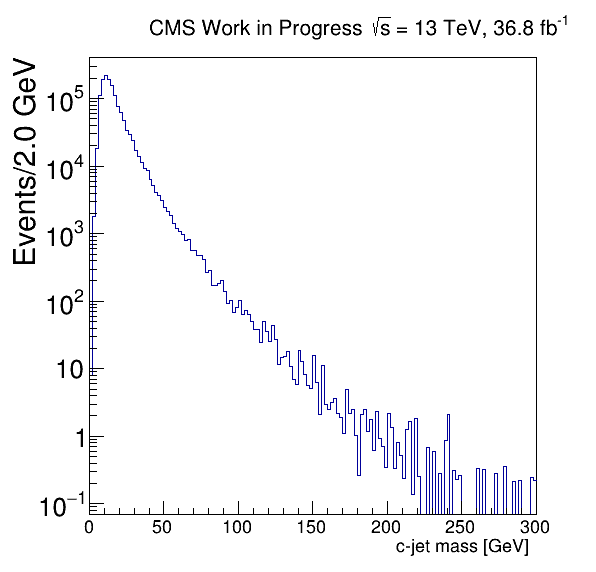 CMS Work in Progress √s = 13 TeV, 36.8 fb⁻¹
Events/2.0 GeV
10⁵
10⁴
10³
10²
10
1
10⁻¹
0 50 100 150 200 250 300
c-jet mass [GeV]